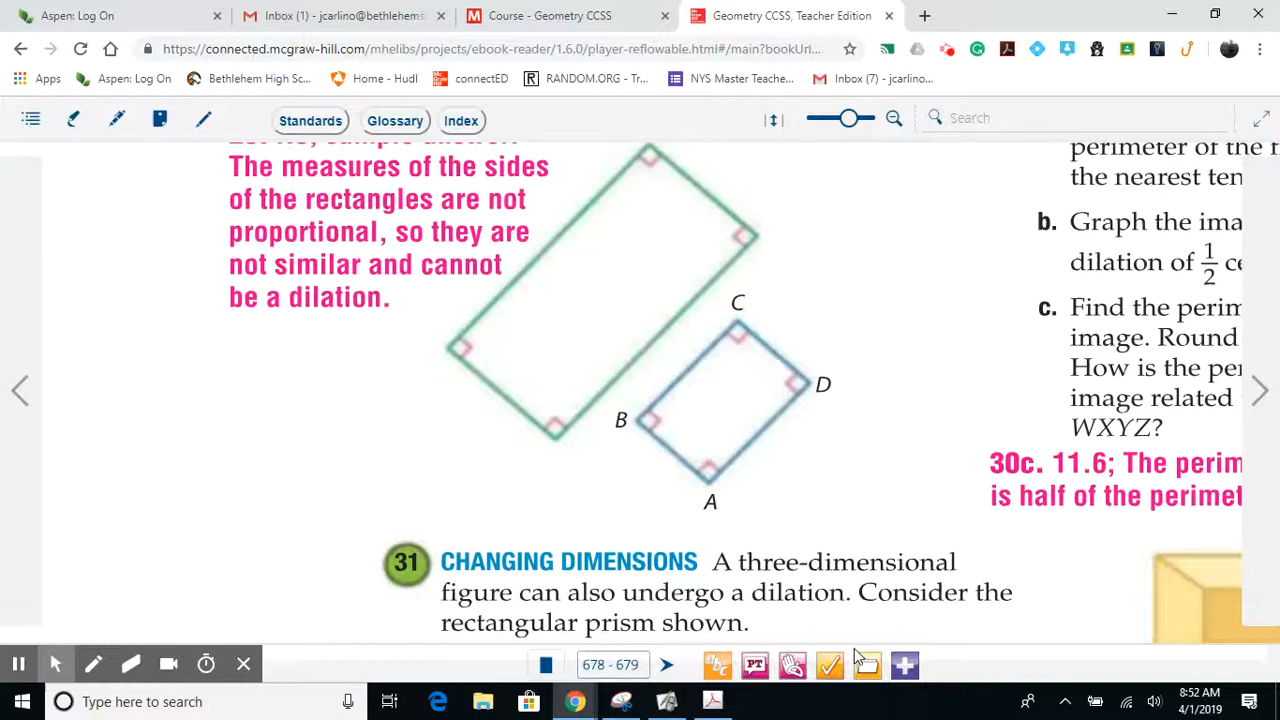 Aspen: Log On
Inbox (1) - jcarlino@bethlehem
Course - Geometry CCSS
Geometry CCSS, Teacher Edition
https://connected.mcgraw-hill.com/mhelibs/projects/ebook-reader/1.6.0/player-reflowable.html#/main?bookUrl...
Apps
Aspen: Log On
Bethlehem High Sc...
Home - Hudl
connectED
RANDOM.ORG - Tr...
NYS Master Teache...
Inbox (7) - jcarlino@...
Standards
Glossary
Index
Search
The measures of the sides
of the rectangles are not
proportional, so they are
not similar and cannot
be a dilation.
C
D
B
A
perimeter of the f
the nearest ten
b. Graph the ima
dilation of 1/2 ce
c. Find the perim
image. Round
How is the per
image related
WXYZ?
30c. 11.6; The perim
is half of the perimet
31 CHANGING DIMENSIONS A three-dimensional
figure can also undergo a dilation. Consider the
rectangular prism shown.
678 - 679
abc
PT
Type here to search
8:52 AM
4/1/2019